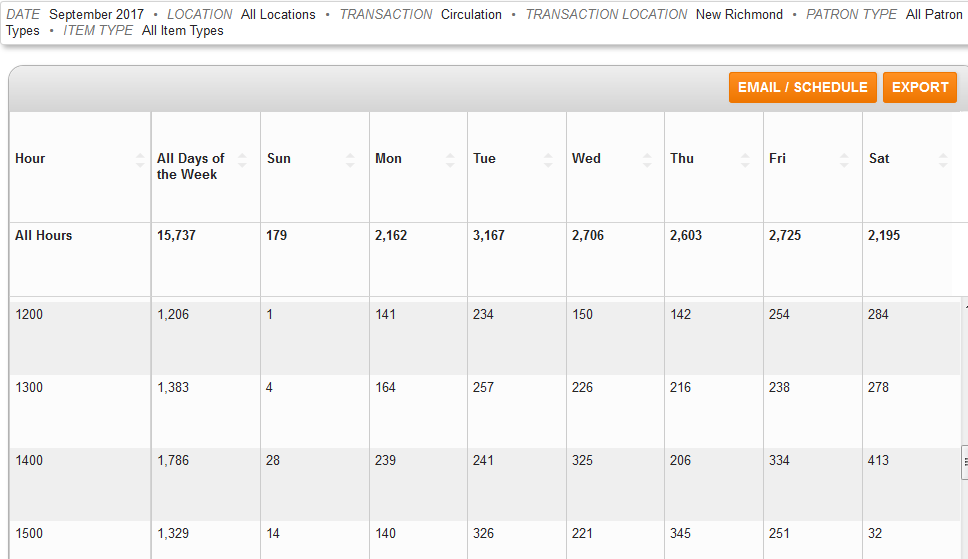 DATE September 2017 • LOCATION All Locations • TRANSACTION Circulation • TRANSACTION LOCATION New Richmond • PATRON TYPE All Patron
Types • ITEM TYPE All Item Types
EMAIL / SCHEDULE EXPORT
Hour All Days of the Week Sun Mon Tue Wed Thu Fri Sat
All Hours 15,737 179 2,162 3,167 2,706 2,603 2,725 2,195
1200 1,206 1 141 234 150 142 254 284
1300 1,383 4 164 257 226 216 238 278
1400 1,786 28 239 241 325 206 334 413
1500 1,329 14 140 326 221 345 251 32